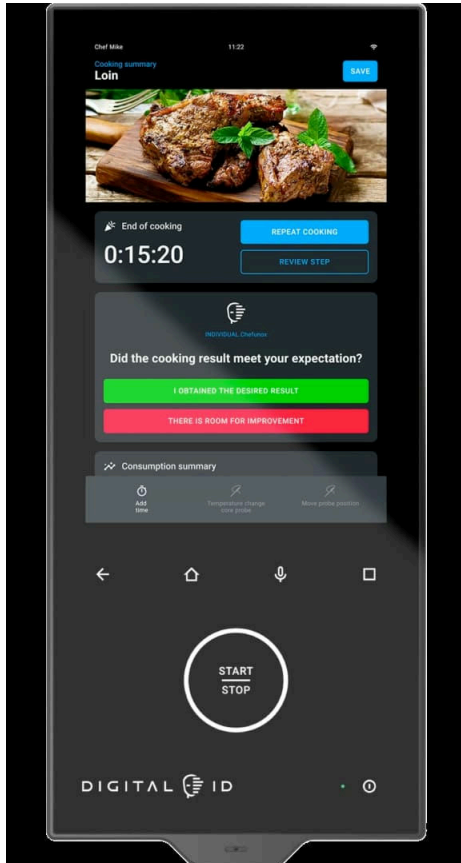 Chef Mike
11:22
Cooking summary
Loin
SAVE
End of cooking
0:15:20
REPEAT COOKING
REVIEW STEP
INDIVIDUAL.Chefunox
Did the cooking result meet your expectation?
I OBTAINED THE DESIRED RESULT
THERE IS ROOM FOR IMPROVEMENT
Consumption summary
Add
time
Temperature change
core probe
Move probe position
START
STOP
DIGITAL ID